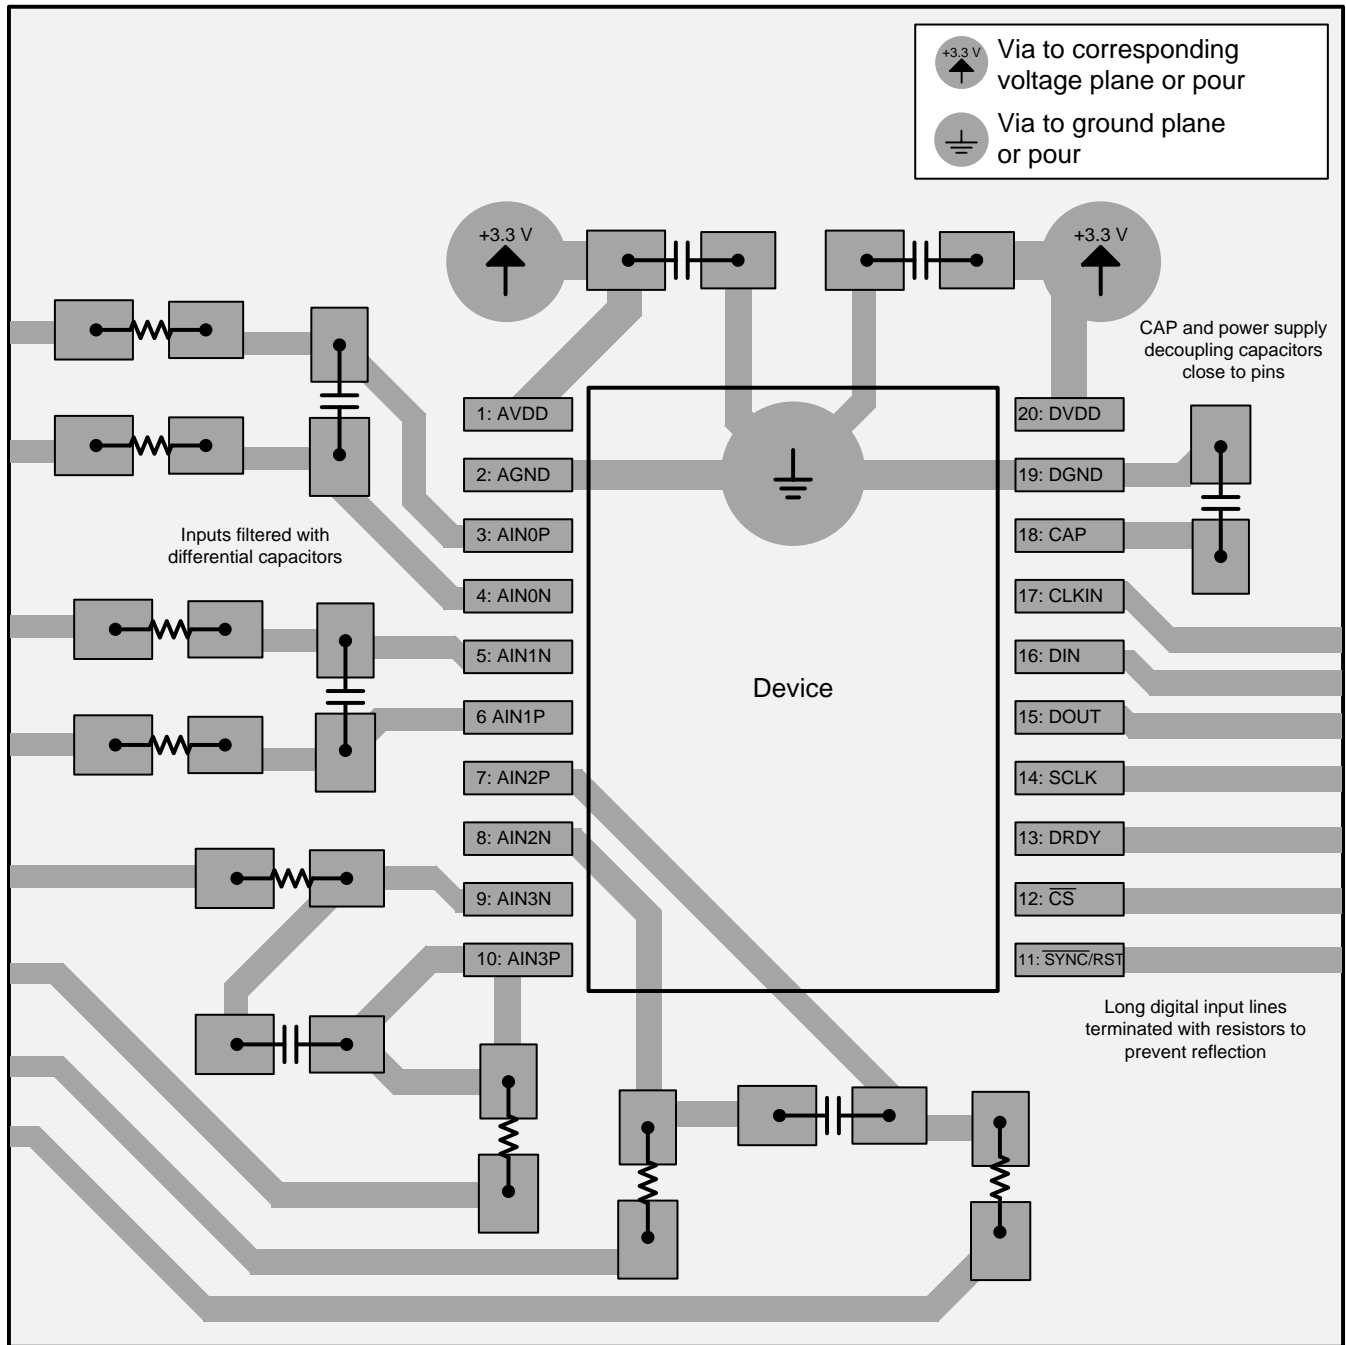 +3.3 V
Via to corresponding
voltage plane or pour
Via to ground plane
or pour
+3.3 V
+3.3 V
CAP and power supply
decoupling capacitors
close to pins
1: AVDD
2: AGND
3: AIN0P
4: AIN0N
5: AIN1N
6 AIN1P
7: AIN2P
8: AIN2N
9: AIN3N
10: AIN3P
Inputs filtered with
differential capacitors
Device
20: DVDD
19: DGND
18: CAP
17: CLKIN
16: DIN
15: DOUT
14: SCLK
13: DRDY
12: C̅S̅
11: S̅Y̅N̅C̅/RST
Long digital input lines
terminated with resistors to
prevent reflection